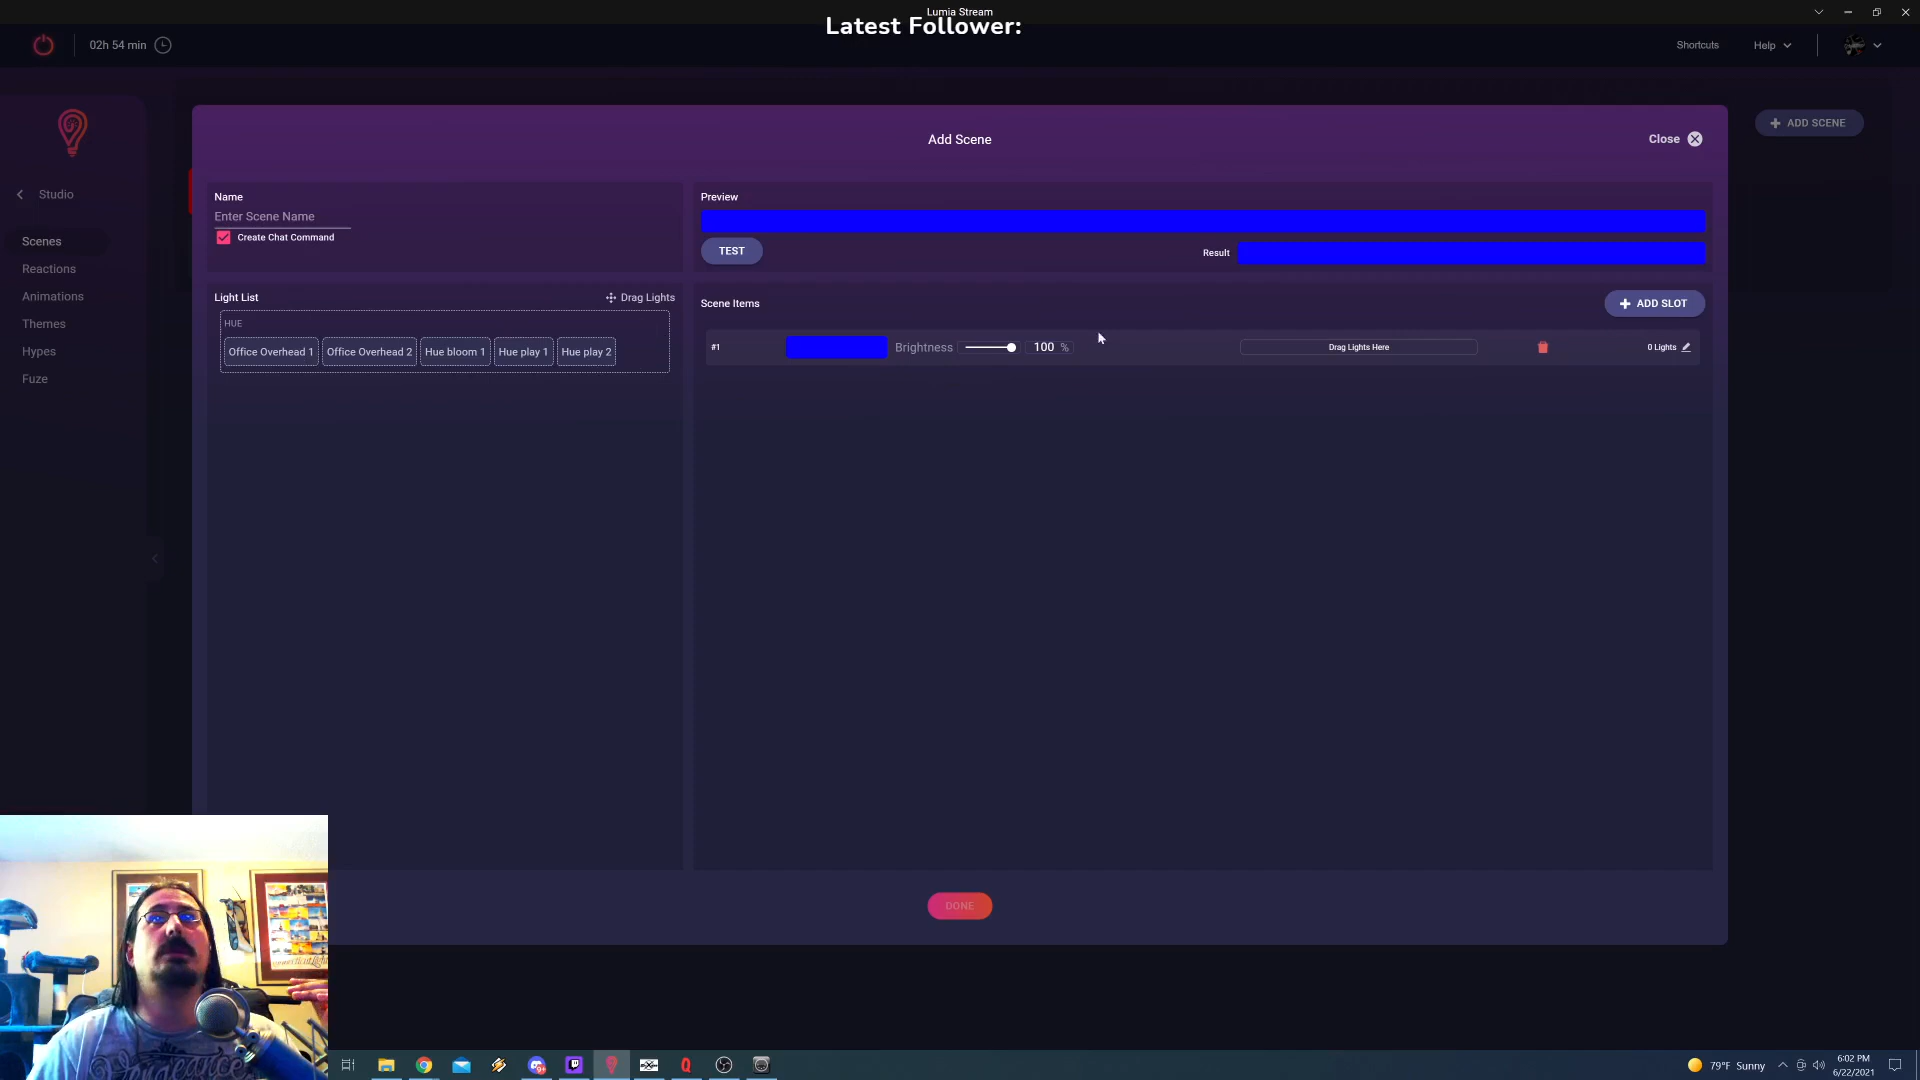 Lumia Stream
Latest Follower:
02h 54 min
Shortcuts
Help
Add Scene
Close
ADD SCENE
Studio
Scenes
Reactions
Animations
Themes
Hypes
Fuze
Name
Enter Scene Name
Create Chat Command
Preview
TEST
Result
Light List
Drag Lights
HUE
Office Overhead 1
Office Overhead 2
Hue bloom 1
Hue play 1
Hue play 2
Scene Items
ADD SLOT
#1
Brightness
100 %
Drag Lights Here
0 Lights
DONE
79°F Sunny
6:02 PM
6/22/2021